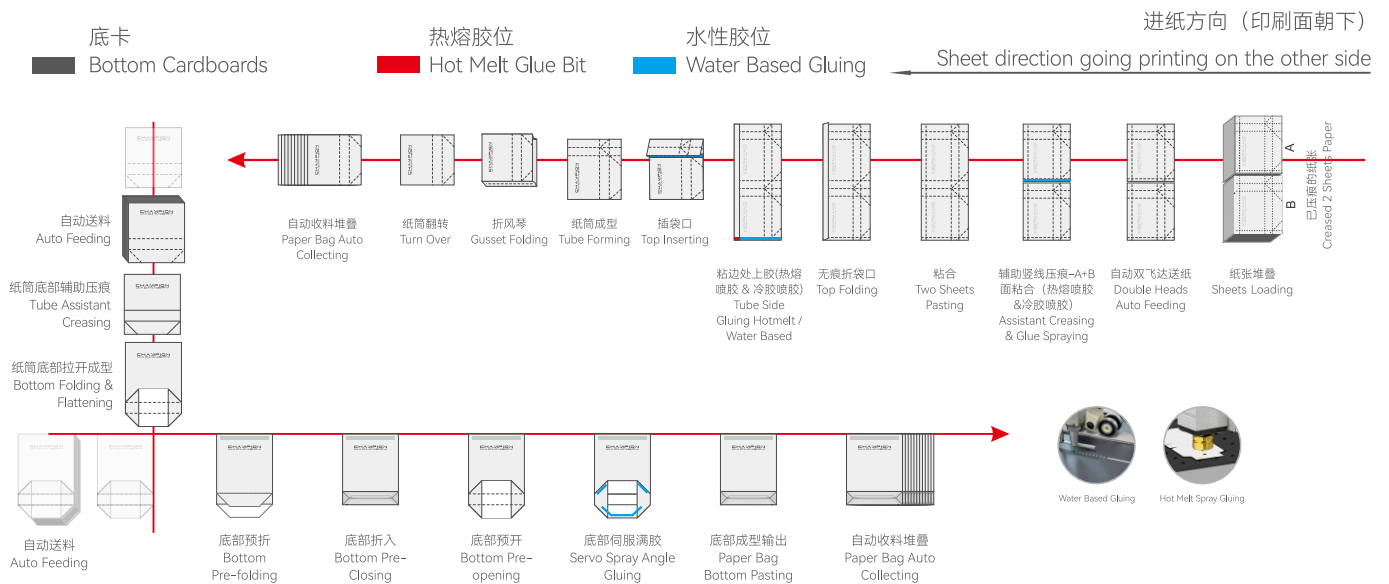 底卡
Bottom Cardboards
热熔胶位
Hot Melt Glue Bit
水性胶位
Water Based Gluing
进纸方向（印刷面朝下）
Sheet direction going printing on the other side
自动收料堆叠
Paper Bag Auto
Collecting
纸筒翻转
Turn Over
折风琴
Gusset Folding
纸筒成型
Tube Forming
插袋口
Top Inserting
粘边处上胶(热熔
喷胶 & 冷胶喷胶)
Tube Side
Gluing Hotmelt /
Water Based
无痕折袋口
Top Folding
粘合
Two Sheets
Pasting
辅助竖线压痕-A+B
面粘合（热熔喷胶
&冷胶喷胶）
Assistant Creasing
& Glue Spraying
自动双飞达送纸
Double Heads
Auto Feeding
纸张堆叠
Sheets Loading
A
B
已压痕的纸张
Creased 2 Sheets Paper
自动送料
Auto Feeding
CHAMPION
纸筒底部辅助压痕
Tube Assistant
Creasing
CHAMPION
纸筒底部拉开成型
Bottom Folding &
Flattening
CHAMPION
自动送料
Auto Feeding
CHAMPION
底部预折
Bottom
Pre-folding
CHAMPION
底部折入
Bottom Pre-
Closing
CHAMPION
底部预开
Bottom Pre-
opening
CHAMPION
底部伺服满胶
Servo Spray Angle
Gluing
CHAMPION
底部成型输出
Paper Bag
Bottom Pasting
CHAMPION
自动收料堆叠
Paper Bag Auto
Collecting
Water Based Gluing
Hot Melt Spray Gluing